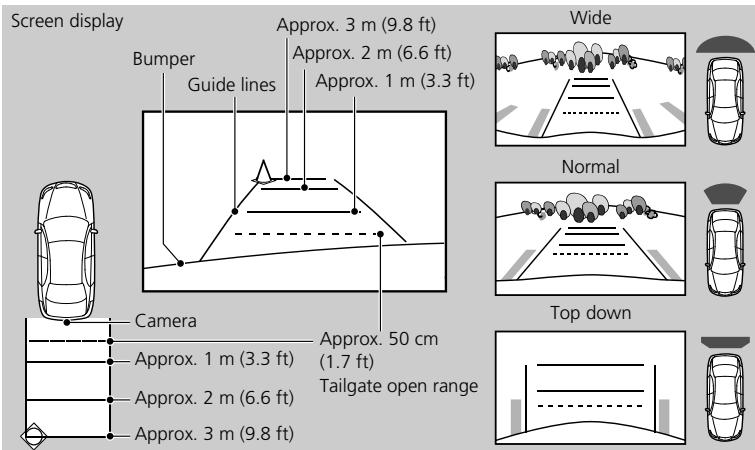 Screen display
Approx. 3 m (9.8 ft)
Approx. 2 m (6.6 ft)
Bumper
Guide lines
Approx. 1 m (3.3 ft)
Camera
Approx. 50 cm
(1.7 ft)
Tailgate open range
Approx. 1 m (3.3 ft)
Approx. 2 m (6.6 ft)
Approx. 3 m (9.8 ft)
Wide
Normal
Top down